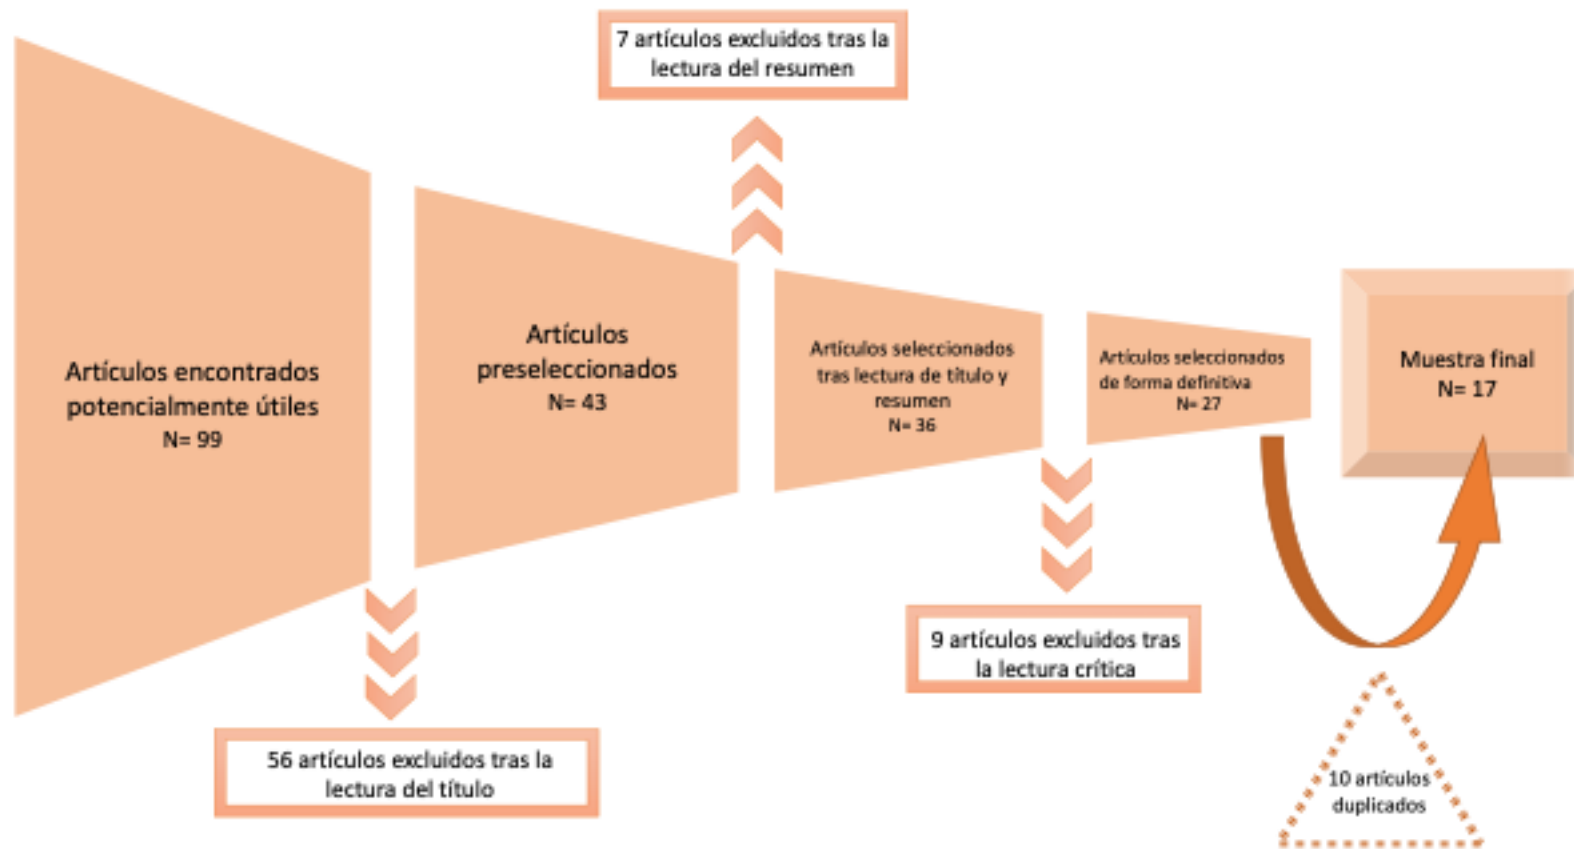 7 artículos excluidos tras la
lectura del resumen
Artículos encontrados
potencialmente útiles
N= 99
Artículos
preseleccionados
N= 43
Artículos seleccionados
tras lectura de título y
resumen
N= 36
Artículos seleccionados
de forma definitiva
N= 27
Muestra final
N= 17
56 artículos excluidos tras la
lectura del título
9 artículos excluidos tras
la lectura crítica
10 artículos
duplicados